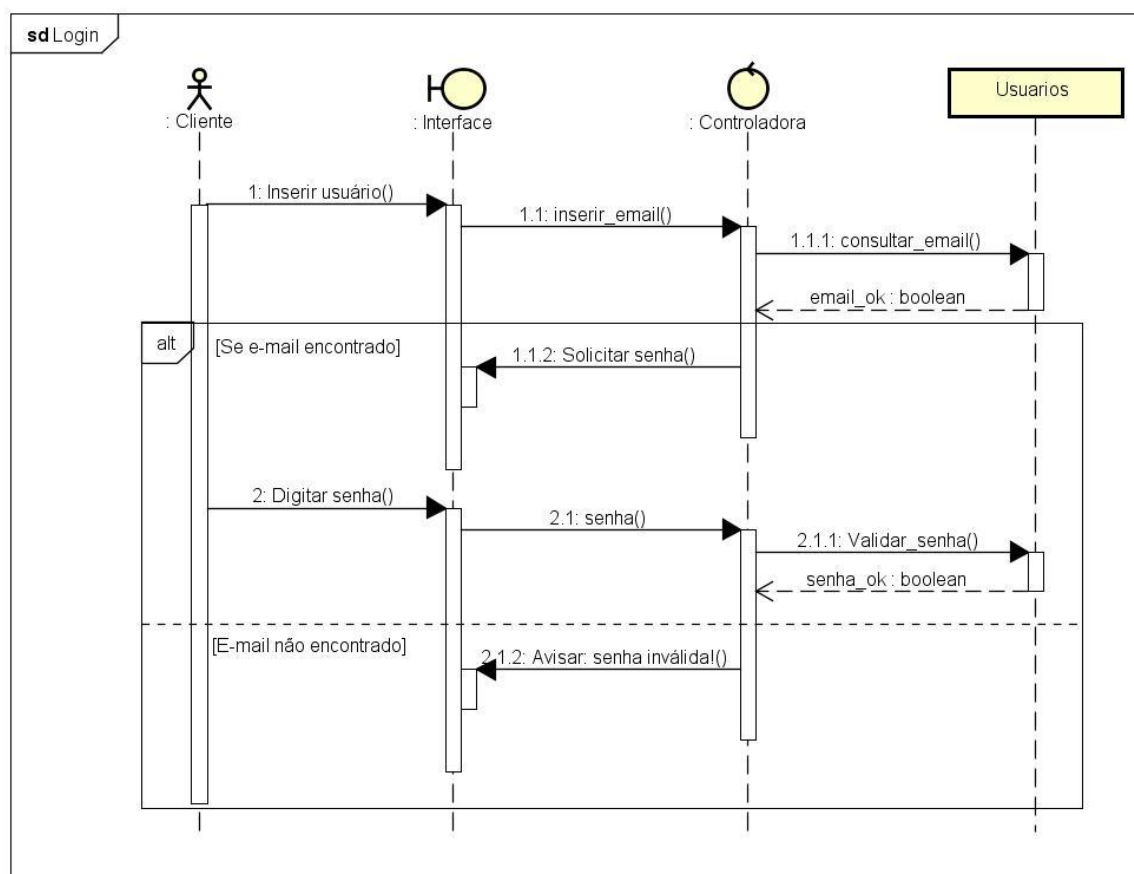 sd Login
: Cliente
: Interface
: Controladora
Usuarios
1: Inserir usuário()
1.1: inserir_email()
1.1.1: consultar_email()
email_ok : boolean
alt
[Se e-mail encontrado]
1.1.2: Solicitar senha()
2: Digitar senha()
2.1: senha()
2.1.1: Validar_senha()
senha_ok : boolean
[E-mail não encontrado]
2.1.2: Avisar: senha inválida!()